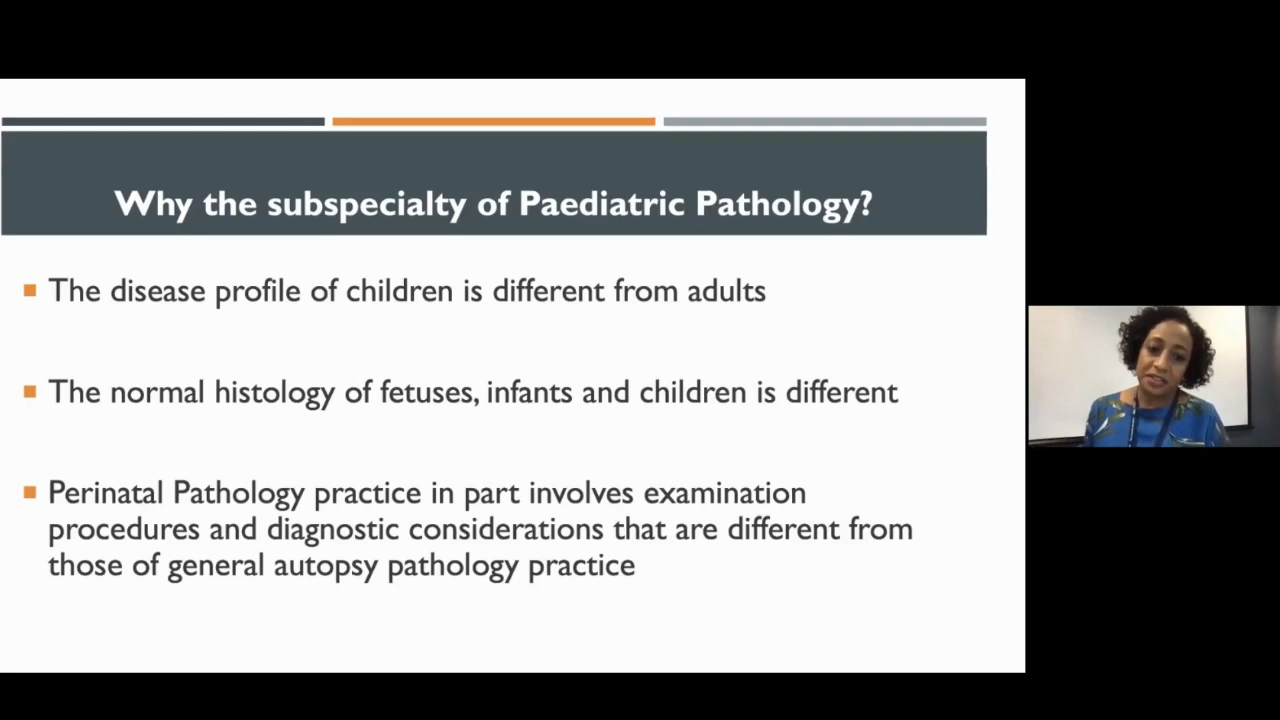 Why the subspecialty of Paediatric Pathology?
The disease profile of children is different from adults
The normal histology of fetuses, infants and children is different
Perinatal Pathology practice in part involves examination
procedures and diagnostic considerations that are different from
those of general autopsy pathology practice